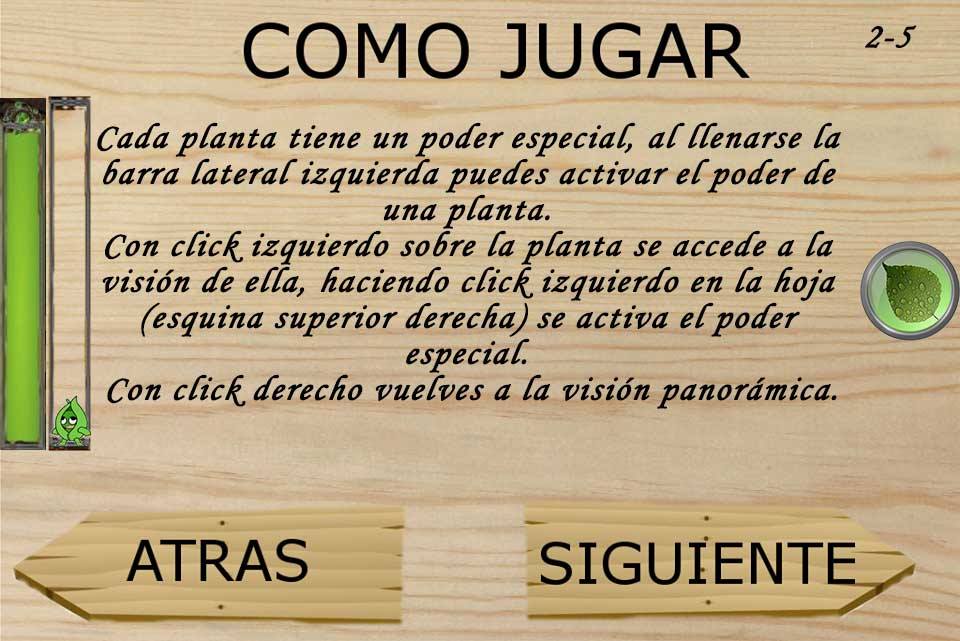 COMO JUGAR
2-5
Cada planta tiene un poder especial, al llenarse la
barra lateral izquierda puedes activar el poder de
una planta.
Con click izquierdo sobre la planta se accede a la
visión de ella, haciendo click izquierdo en la hoja
(esquina superior derecha) se activa el poder
especial.
Con click derecho vuelves a la visión panorámica.
ATRAS
SIGUIENTE